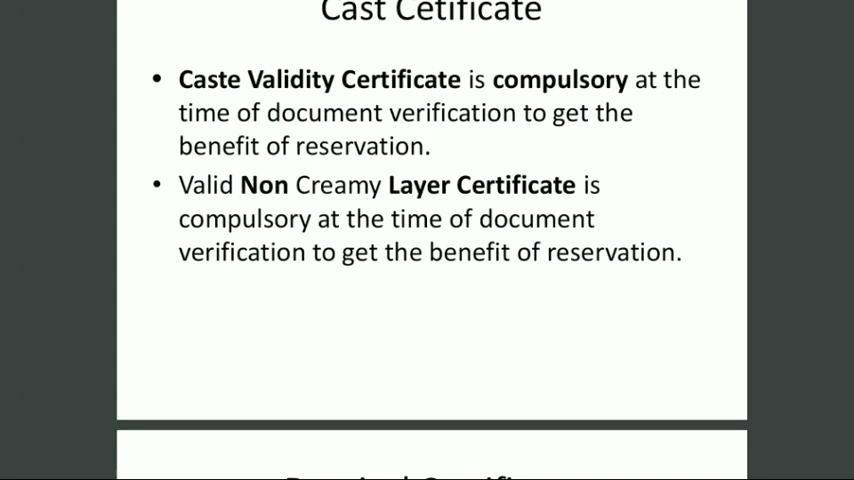 Cast Cetificate
• Caste Validity Certificate is compulsory at the
time of document verification to get the
benefit of reservation.
• Valid Non Creamy Layer Certificate is
compulsory at the time of document
verification to get the benefit of reservation.